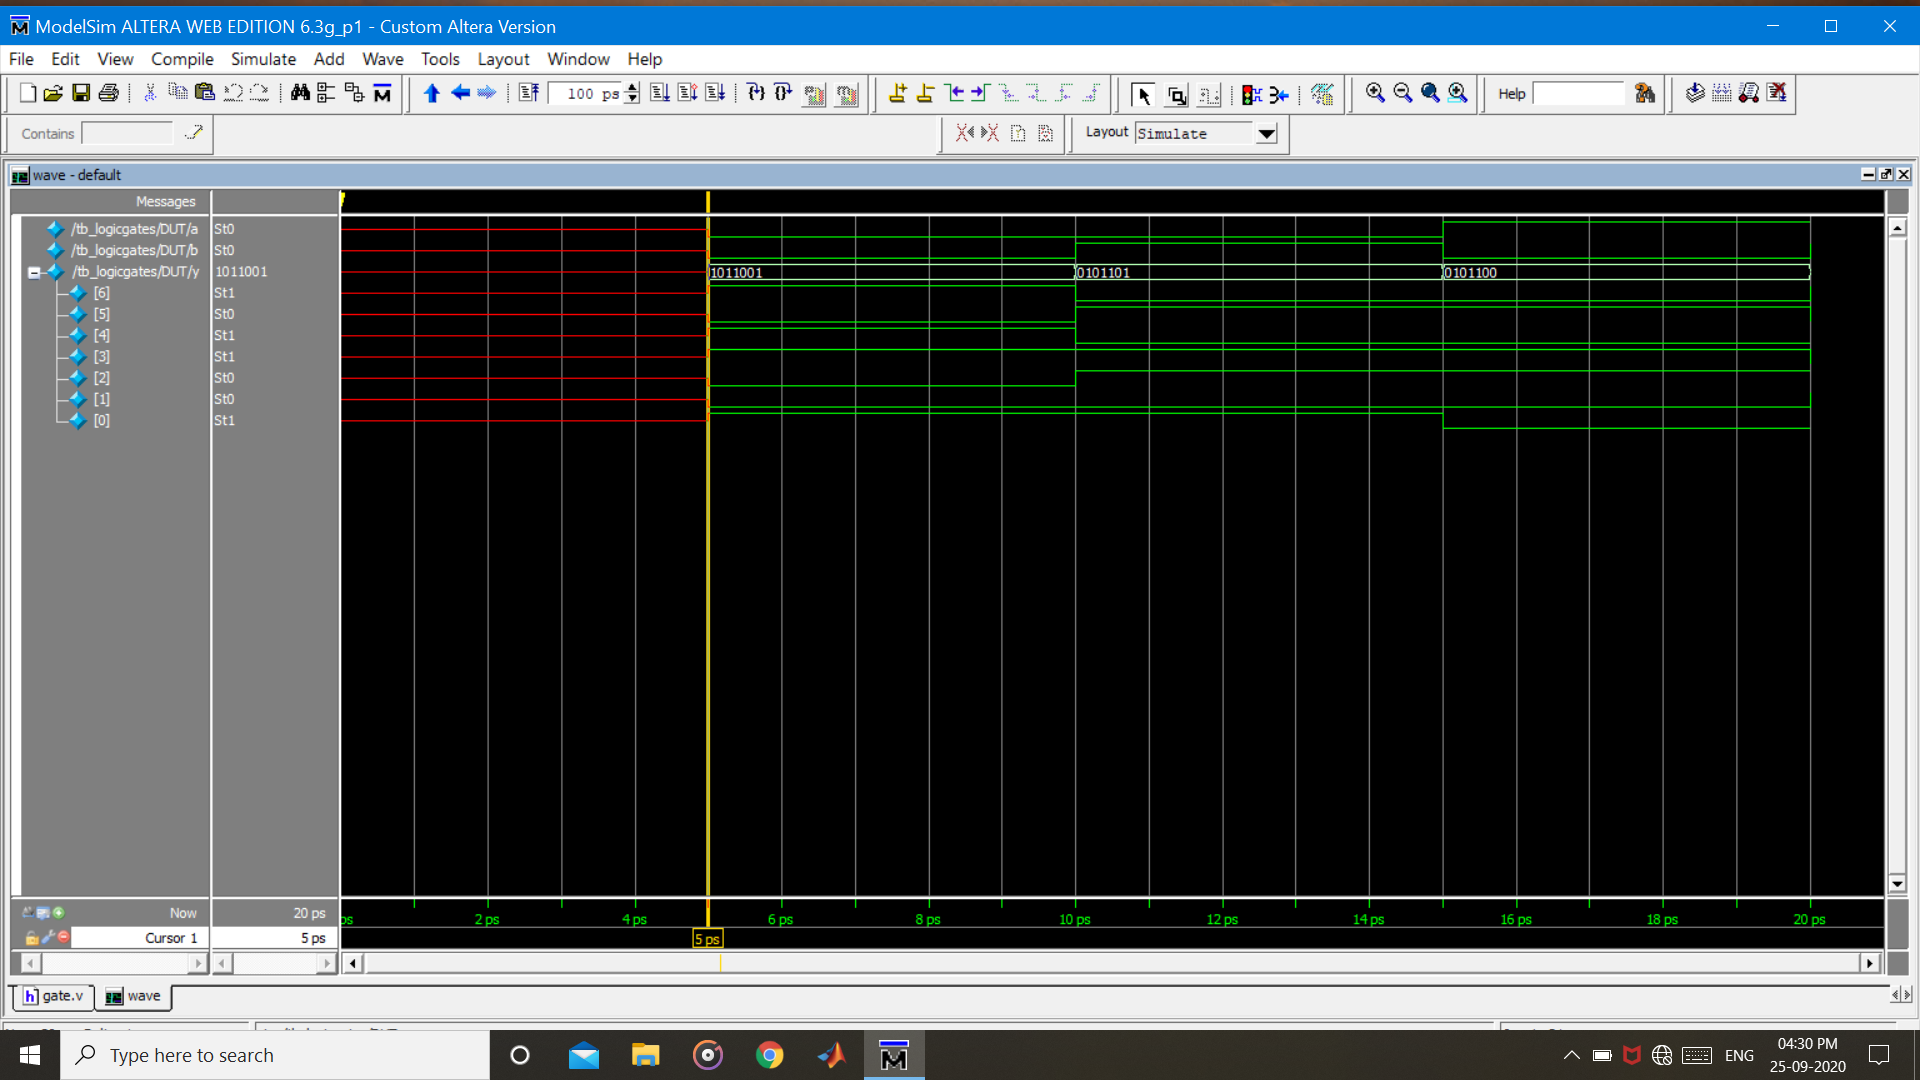 ModelSim ALTERA WEB EDITION 6.3g_p1 - Custom Altera Version
File Edit View Compile Simulate Add Wave Tools Layout Window Help
100 ps
Help
Contains
Layout Simulate
wave - default
Messages
/tb_logicgates/DUT/a St0
/tb_logicgates/DUT/b St0
/tb_logicgates/DUT/y 1011001 1011001 0101101 0101100
[6] St1
[5] St0
[4] St1
[3] St1
[2] St0
[1] St0
[0] St1
Now 20 ps
ps 2 ps 4 ps 6 ps 8 ps 10 ps 12 ps 14 ps 16 ps 18 ps 20 ps
Cursor 1 5 ps 5 ps
gate.v wave
Type here to search
ENG
04:30 PM
25-09-2020